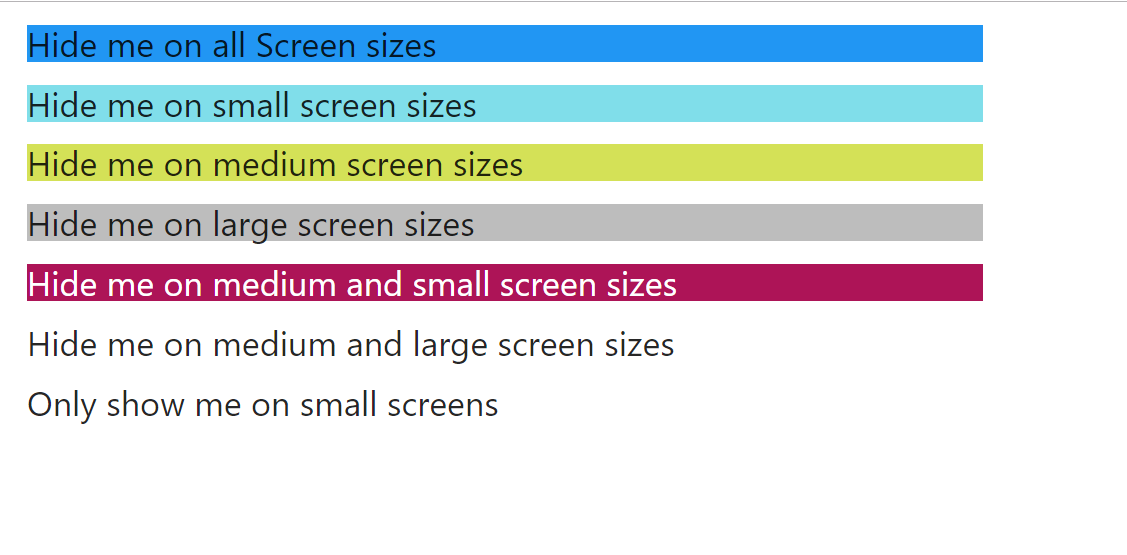 Hide me on all Screen sizes
Hide me on small screen sizes
Hide me on medium screen sizes
Hide me on large screen sizes
Hide me on medium and small screen sizes
Hide me on medium and large screen sizes
Only show me on small screens